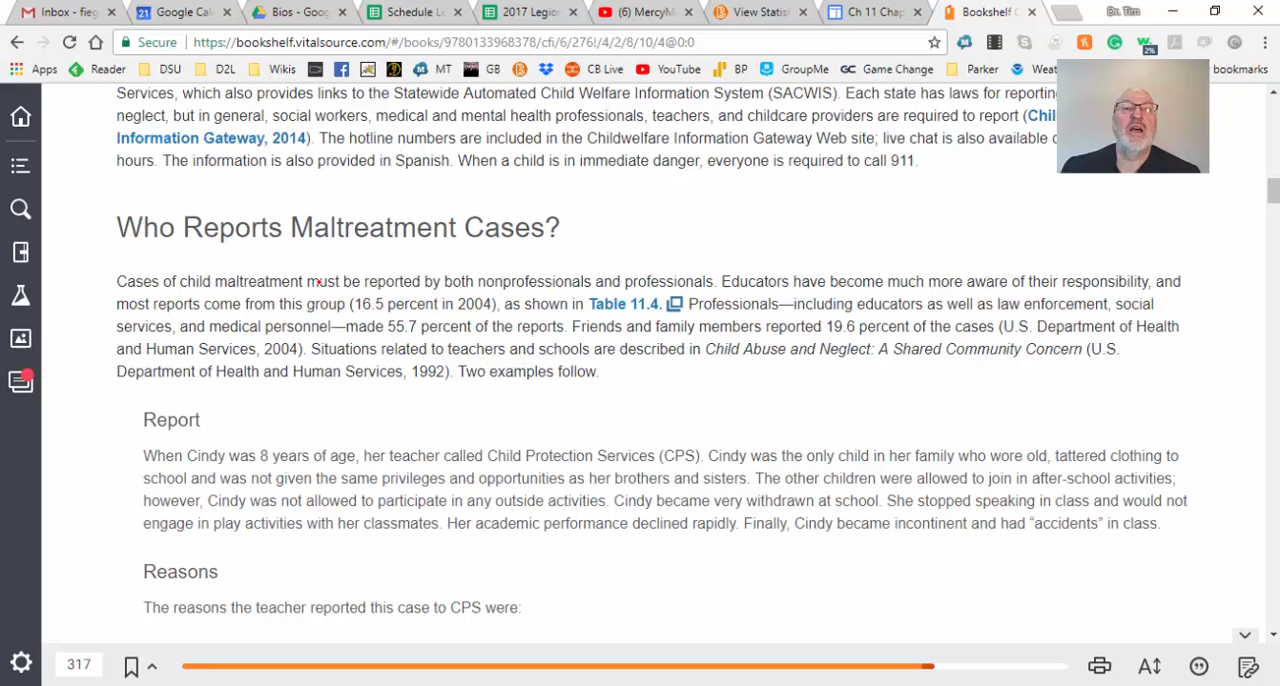 Inbox - fieg
Google Cal
Bios - Goog
Schedule Le
2017 Legion
(6) MercyM
View Statis
Ch 11 Chap
Bookshelf O
Dr. Tim
Secure https://bookshelf.vitalsource.com/#/books/9780133968378/cfi/6/276!/4/2/8/10/4@0:0
2%
Apps Reader DSU D2L Wikis MT GB CB Live YouTube BP GroupMe GC Game Change Parker Weat bookmarks
Services, which also provides links to the Statewide Automated Child Welfare Information System (SACWIS). Each state has laws for reporting
neglect, but in general, social workers, medical and mental health professionals, teachers, and childcare providers are required to report (Chil
Information Gateway, 2014). The hotline numbers are included in the Childwelfare Information Gateway Web site; live chat is also available
hours. The information is also provided in Spanish. When a child is in immediate danger, everyone is required to call 911.
Who Reports Maltreatment Cases?
Cases of child maltreatment must be reported by both nonprofessionals and professionals. Educators have become much more aware of their responsibility, and
most reports come from this group (16.5 percent in 2004), as shown in Table 11.4. Professionals—including educators as well as law enforcement, social
services, and medical personnel—made 55.7 percent of the reports. Friends and family members reported 19.6 percent of the cases (U.S. Department of Health
and Human Services, 2004). Situations related to teachers and schools are described in Child Abuse and Neglect: A Shared Community Concern (U.S.
Department of Health and Human Services, 1992). Two examples follow.
Report
When Cindy was 8 years of age, her teacher called Child Protection Services (CPS). Cindy was the only child in her family who wore old, tattered clothing to
school and was not given the same privileges and opportunities as her brothers and sisters. The other children were allowed to join in after-school activities;
however, Cindy was not allowed to participate in any outside activities. Cindy became very withdrawn at school. She stopped speaking in class and would not
engage in play activities with her classmates. Her academic performance declined rapidly. Finally, Cindy became incontinent and had “accidents” in class.
Reasons
The reasons the teacher reported this case to CPS were:
317